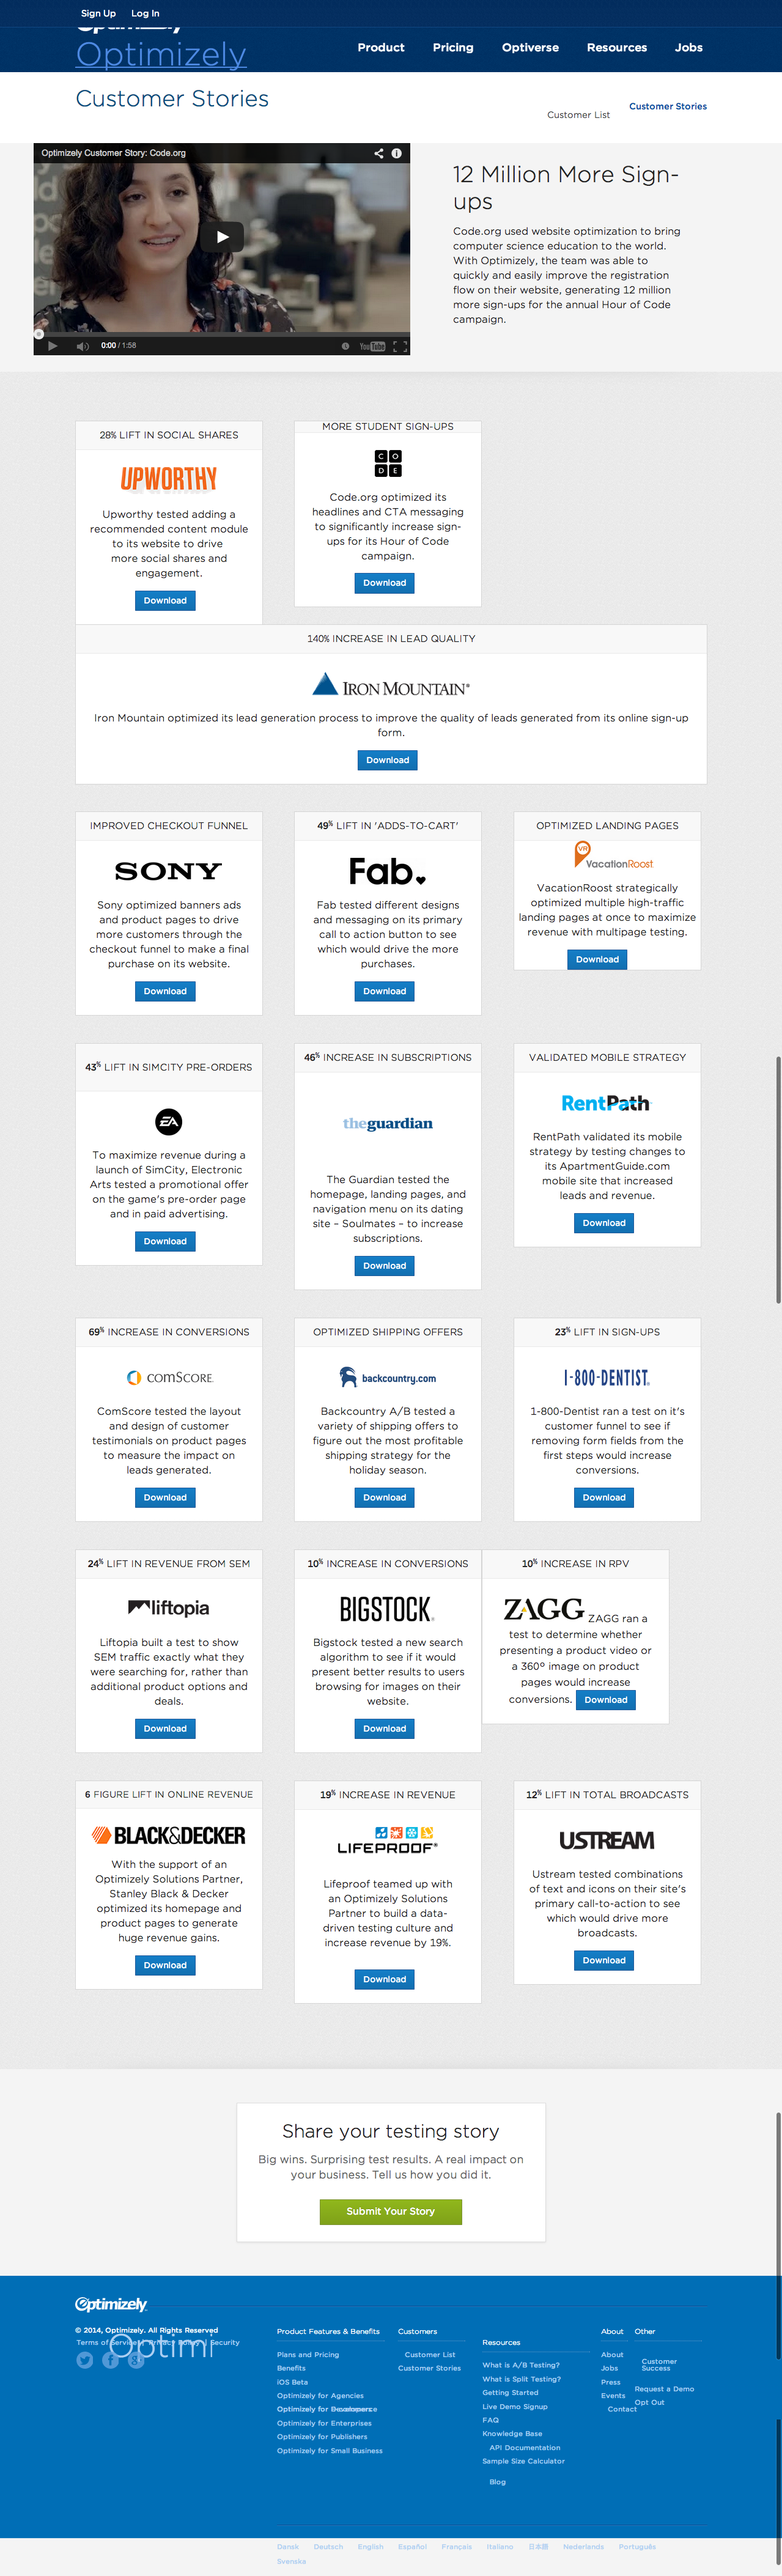 Sign Up Log In
Optimizely
Optimizely
Product Pricing Optiverse Resources Jobs
Customer Stories
Customer List
Customer Stories
Optimizely Customer Story: Code.org
0:00 / 1:58
YouTube
12 Million More Sign-
ups
Code.org used website optimization to bring
computer science education to the world.
With Optimizely, the team was able to
quickly and easily improve the registration
flow on their website, generating 12 million
more sign-ups for the annual Hour of Code
campaign.
28% LIFT IN SOCIAL SHARES
UPWORTHY
Upworthy tested adding a
recommended content module
to its website to drive
more social shares and
engagement.
Download
MORE STUDENT SIGN-UPS
C O
D E
Code.org optimized its
headlines and CTA messaging
to significantly increase sign-
ups for its Hour of Code
campaign.
Download
140% INCREASE IN LEAD QUALITY
IRON MOUNTAIN®
Iron Mountain optimized its lead generation process to improve the quality of leads generated from its online sign-up
form.
Download
IMPROVED CHECKOUT FUNNEL
SONY
Sony optimized banners ads
and product pages to drive
more customers through the
checkout funnel to make a final
purchase on its website.
Download
49% LIFT IN 'ADDS-TO-CART'
Fab.
Fab tested different designs
and messaging on its primary
call to action button to see
which would drive the more
purchases.
Download
OPTIMIZED LANDING PAGES
VR
VacationRoost
VacationRoost strategically
optimized multiple high-traffic
landing pages at once to maximize
revenue with multipage testing.
Download
43% LIFT IN SIMCITY PRE-ORDERS
EA
To maximize revenue during a
launch of SimCity, Electronic
Arts tested a promotional offer
on the game's pre-order page
and in paid advertising.
Download
46% INCREASE IN SUBSCRIPTIONS
theguardian
The Guardian tested the
homepage, landing pages, and
navigation menu on its dating
site – Soulmates – to increase
subscriptions.
Download
VALIDATED MOBILE STRATEGY
RentPath
RentPath validated its mobile
strategy by testing changes to
its ApartmentGuide.com
mobile site that increased
leads and revenue.
Download
69% INCREASE IN CONVERSIONS
COMSCORE
ComScore tested the layout
and design of customer
testimonials on product pages
to measure the impact on
leads generated.
Download
OPTIMIZED SHIPPING OFFERS
backcountry.com
Backcountry A/B tested a
variety of shipping offers to
figure out the most profitable
shipping strategy for the
holiday season.
Download
23% LIFT IN SIGN-UPS
1-800-DENTIST®
1-800-Dentist ran a test on it's
customer funnel to see if
removing form fields from the
first steps would increase
conversions.
Download
24% LIFT IN REVENUE FROM SEM
liftopia
Liftopia built a test to show
SEM traffic exactly what they
were searching for, rather than
additional product options and
deals.
Download
10% INCREASE IN CONVERSIONS
BIGSTOCK
Bigstock tested a new search
algorithm to see if it would
present better results to users
browsing for images on their
website.
Download
10% INCREASE IN RPV
ZAGG ZAGG ran a
test to determine whether
presenting a product video or
a 360º image on product
pages would increase
conversions. Download
6 FIGURE LIFT IN ONLINE REVENUE
BLACK&DECKER
With the support of an
Optimizely Solutions Partner,
Stanley Black & Decker
optimized its homepage and
product pages to generate
huge revenue gains.
Download
19% INCREASE IN REVENUE
LIFEPROOF®
Lifeproof teamed up with
an Optimizely Solutions
Partner to build a data-
driven testing culture and
increase revenue by 19%.
Download
12% LIFT IN TOTAL BROADCASTS
USTREAM
Ustream tested combinations
of text and icons on their site's
primary call-to-action to see
which would drive more
broadcasts.
Download
Share your testing story
Big wins. Surprising test results. A real impact on
your business. Tell us how you did it.
Submit Your Story
Optimizely
© 2014, Optimizely. All Rights Reserved
Terms of Service | Privacy Policy | Security
Optimi
Product Features & Benefits
Plans and Pricing
Benefits
iOS Beta
Optimizely for Agencies
Optimizely for
Optimizely for Enterprises
Optimizely for Publishers
Optimizely for Small Business
Customers
Customer List
Customer Stories
Resources
What is A/B Testing?
What is Split Testing?
Getting Started
Live Demo Signup
FAQ
Knowledge Base
API Documentation
Sample Size Calculator
Blog
About
About
Jobs
Press
Events
Contact
Other
Customer
Success
Request a Demo
Opt Out
Dansk Deutsch English Español Français Italiano 日本語 Nederlands Português
Svenska